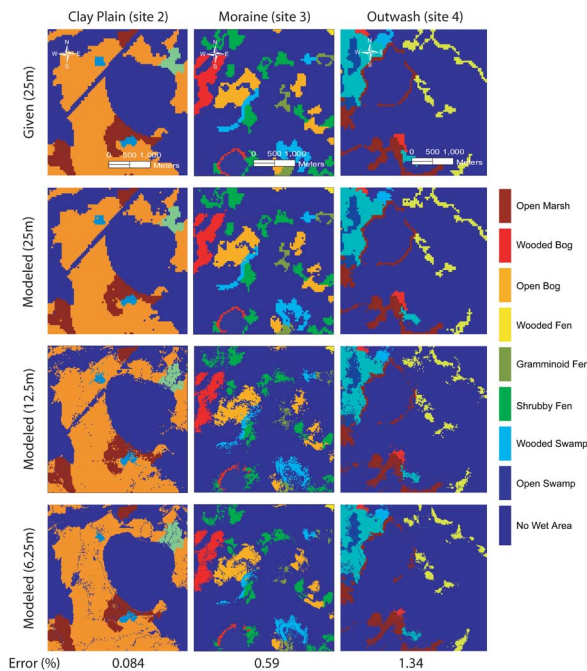 Clay Plain (site 2) Moraine (site 3) Outwash (site 4)
Given (25m)
N
W E
S
N
W E
S
N
W E
S
0 500 1,000
Meters
0 500 1,000
Meters
0 500 1,000
Meters
Modeled (25m)
Modeled (12.5m)
Modeled (6.25m)
Open Marsh
Wooded Bog
Open Bog
Wooded Fen
Gramminoid Fen
Shrubby Fen
Wooded Swamp
Open Swamp
No Wet Area
Error (%) 0.084 0.59 1.34